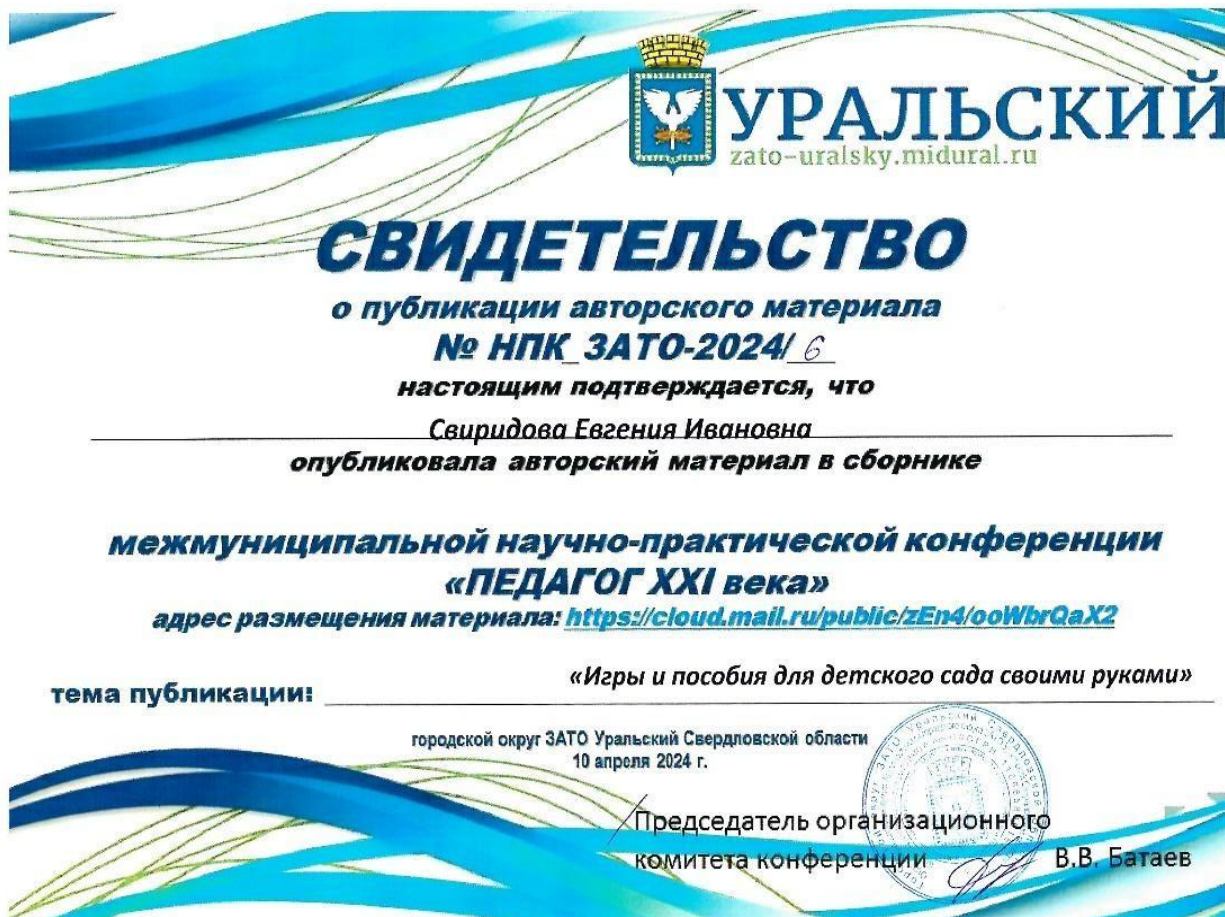 УРАЛЬСКИЙ
zato-uralsky.midural.ru
СВИДЕТЕЛЬСТВО
о публикации авторского материала
№ НПК_ЗАТО-2024/ 6
настоящим подтверждается, что
Свиридова Евгения Ивановна
опубликовала авторский материал в сборнике
межмуниципальной научно-практической конференции
«ПЕДАГОГ XXI века»
адрес размещения материала: https://cloud.mail.ru/public/zEn4/ooWbrQaX2
«Игры и пособия для детского сада своими руками»
тема публикации:
городской округ ЗАТО Уральский Свердловской области
10 апреля 2024 г.
Председатель организационного
комитета конференции В.В. Батаев